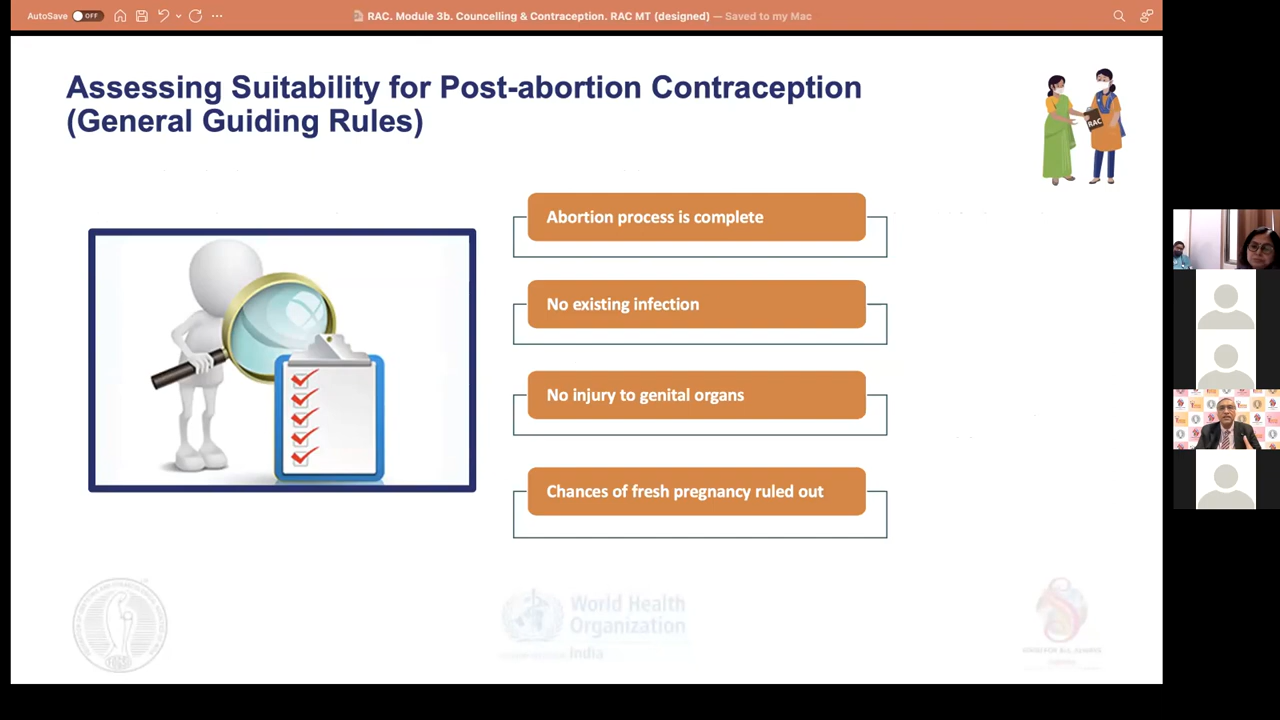 AutoSave OFF
RAC. Module 3b. Councelling & Contraception. RAC MT (designed) — Saved to my Mac
Assessing Suitability for Post-abortion Contraception
(General Guiding Rules)
RAC
Abortion process is complete
No existing infection
No injury to genital organs
Chances of fresh pregnancy ruled out
World Health
Organization
India